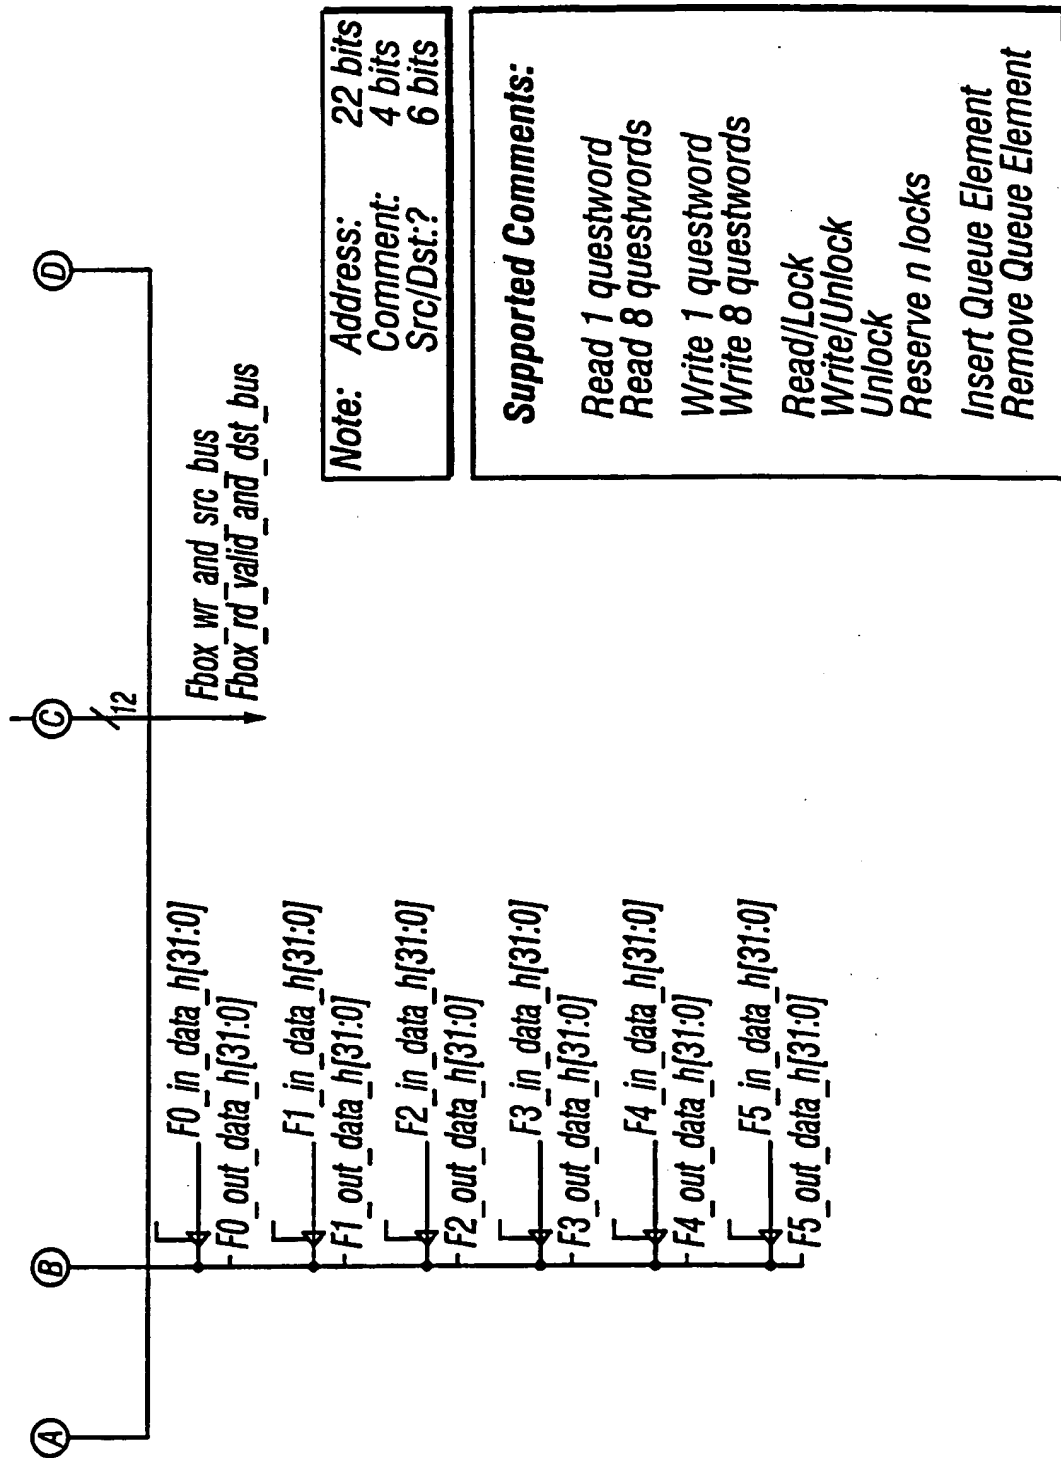 A
B
C
D
12
Fbox_wr_and_src_bus
Fbox_rd_valid_and_dst_bus
F0_in_data_h[31:0]
F0_out_data_h[31:0]
F1_in_data_h[31:0]
F1_out_data_h[31:0]
F2_in_data_h[31:0]
F2_out_data_h[31:0]
F3_in_data_h[31:0]
F3_out_data_h[31:0]
F4_in_data_h[31:0]
F4_out_data_h[31:0]
F5_in_data_h[31:0]
F5_out_data_h[31:0]
Note: Address: 22 bits
Comment: 4 bits
Src/Dst:? 6 bits
Supported Comments:
Read 1 questword
Read 8 questwords
Write 1 questword
Write 8 questwords
Read/Lock
Write/Unlock
Unlock
Reserve n locks
Insert Queue Element
Remove Queue Element